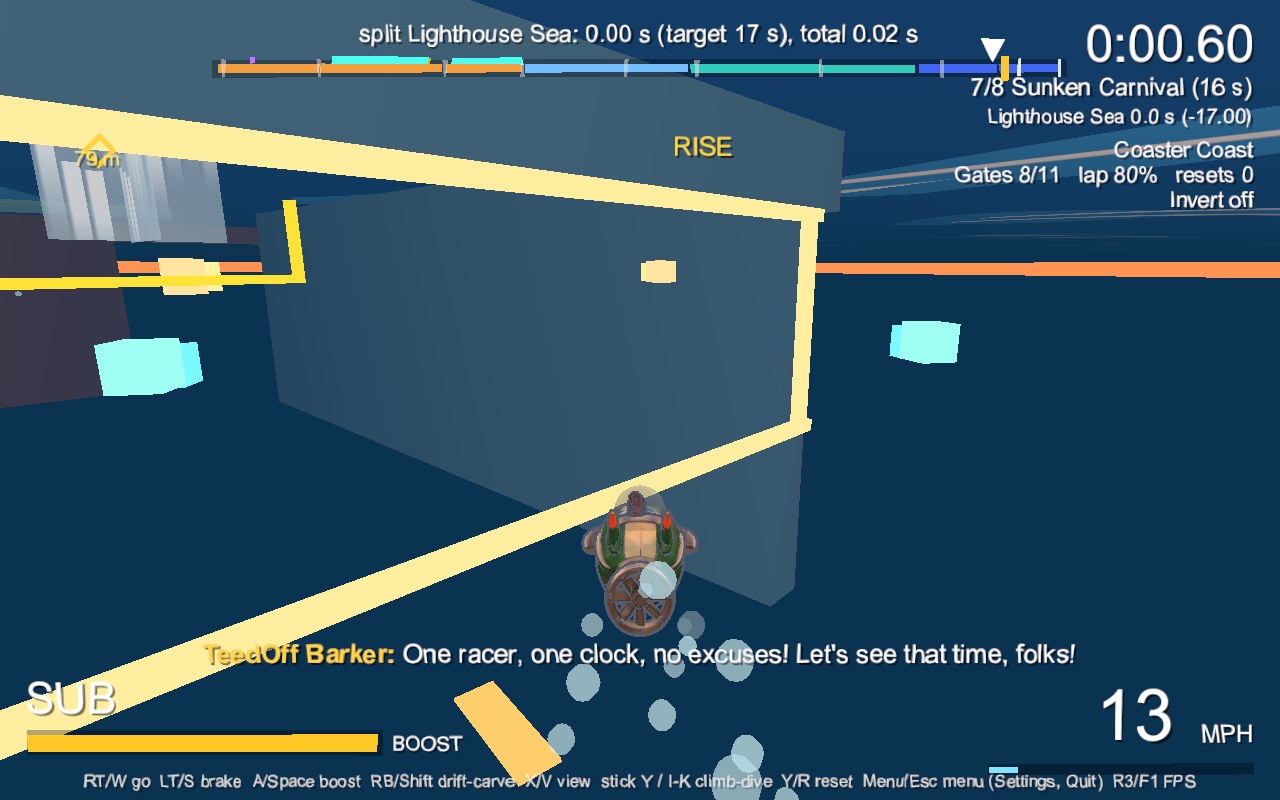 split Lighthouse Sea: 0.00 s (target 17 s), total 0.02 s
0:00.60
7/8 Sunken Carnival (16 s)
Lighthouse Sea 0.0 s (-17.00)
Coaster Coast
Gates 8/11 lap 80% resets 0
Invert off
RISE
79 m
TeedOff Barker: One racer, one clock, no excuses! Let's see that time, folks!
SUB
BOOST
13 MPH
RT/W go LT/S brake A/Space boost RB/Shift drift-carve X/V view stick Y / I-K climb-dive Y/R reset Menu/Esc menu (Settings, Quit) R3/F1 FPS